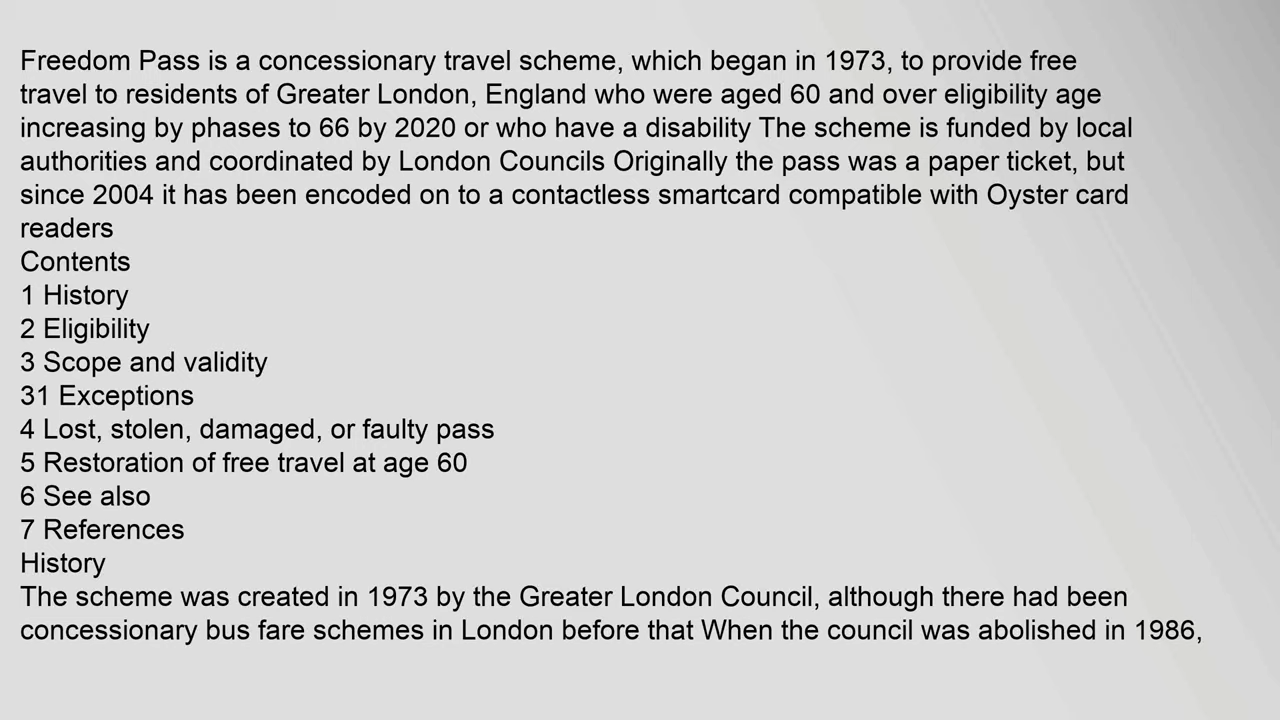 Freedom Pass is a concessionary travel scheme, which began in 1973, to provide free
travel to residents of Greater London, England who were aged 60 and over eligibility age
increasing by phases to 66 by 2020 or who have a disability The scheme is funded by local
authorities and coordinated by London Councils Originally the pass was a paper ticket, but
since 2004 it has been encoded on to a contactless smartcard compatible with Oyster card
readers
Contents
1 History
2 Eligibility
3 Scope and validity
31 Exceptions
4 Lost, stolen, damaged, or faulty pass
5 Restoration of free travel at age 60
6 See also
7 References
History
The scheme was created in 1973 by the Greater London Council, although there had been
concessionary bus fare schemes in London before that When the council was abolished in 1986,